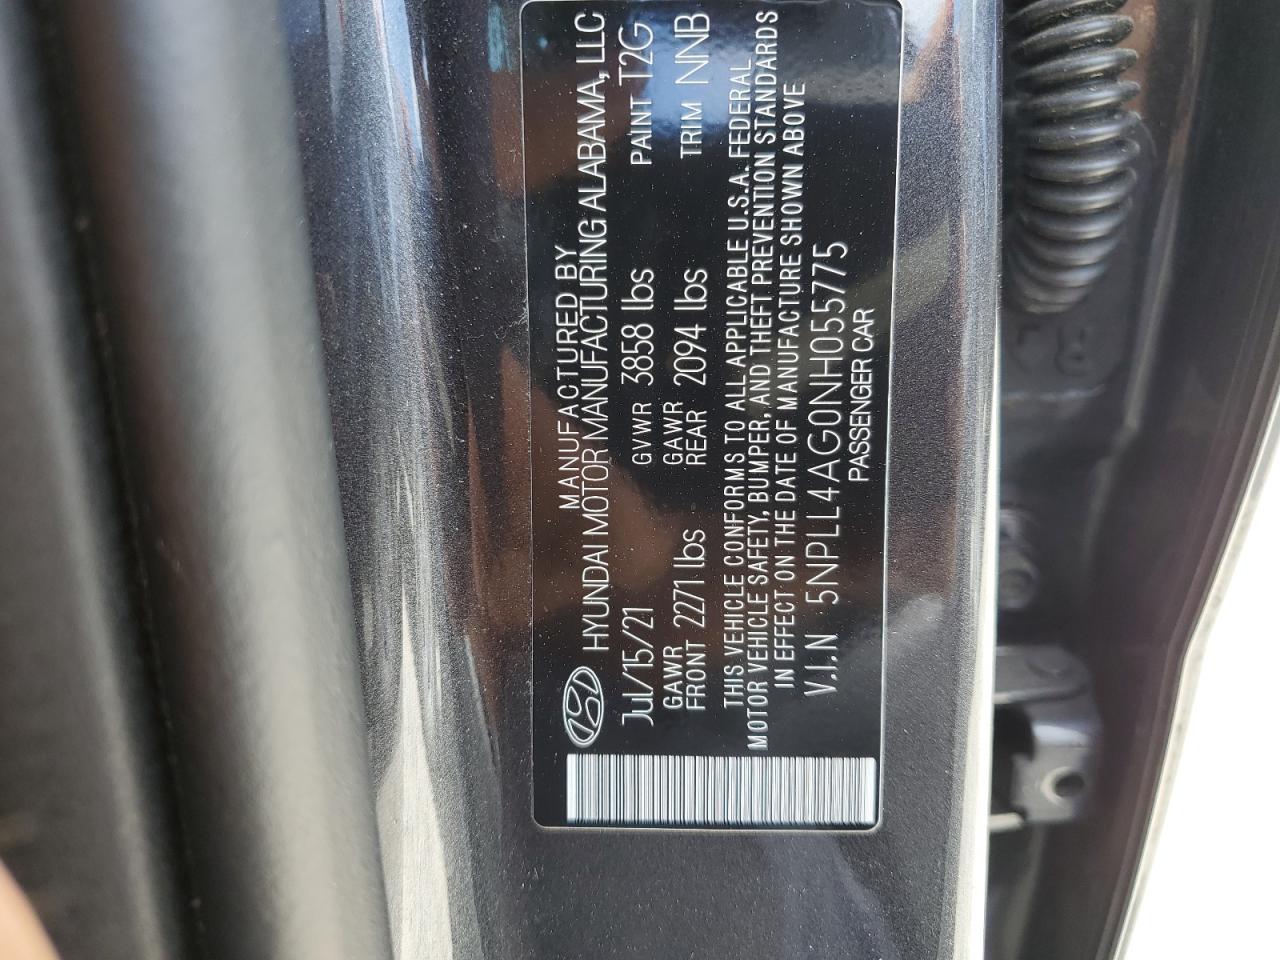 MANUFACTURED BY
HYUNDAI MOTOR MANUFACTURING ALABAMA, LLC
Jul/15/21 GVWR 3858 lbs PAINT T2G
GAWR FRONT 2271 lbs GAWR REAR 2094 lbs TRIM NNB
THIS VEHICLE CONFORMS TO ALL APPLICABLE U.S.A. FEDERAL
MOTOR VEHICLE SAFETY, BUMPER, AND THEFT PREVENTION STANDARDS
IN EFFECT ON THE DATE OF MANUFACTURE SHOWN ABOVE
V.I.N 5NPLL4AG0NH055775
PASSENGER CAR